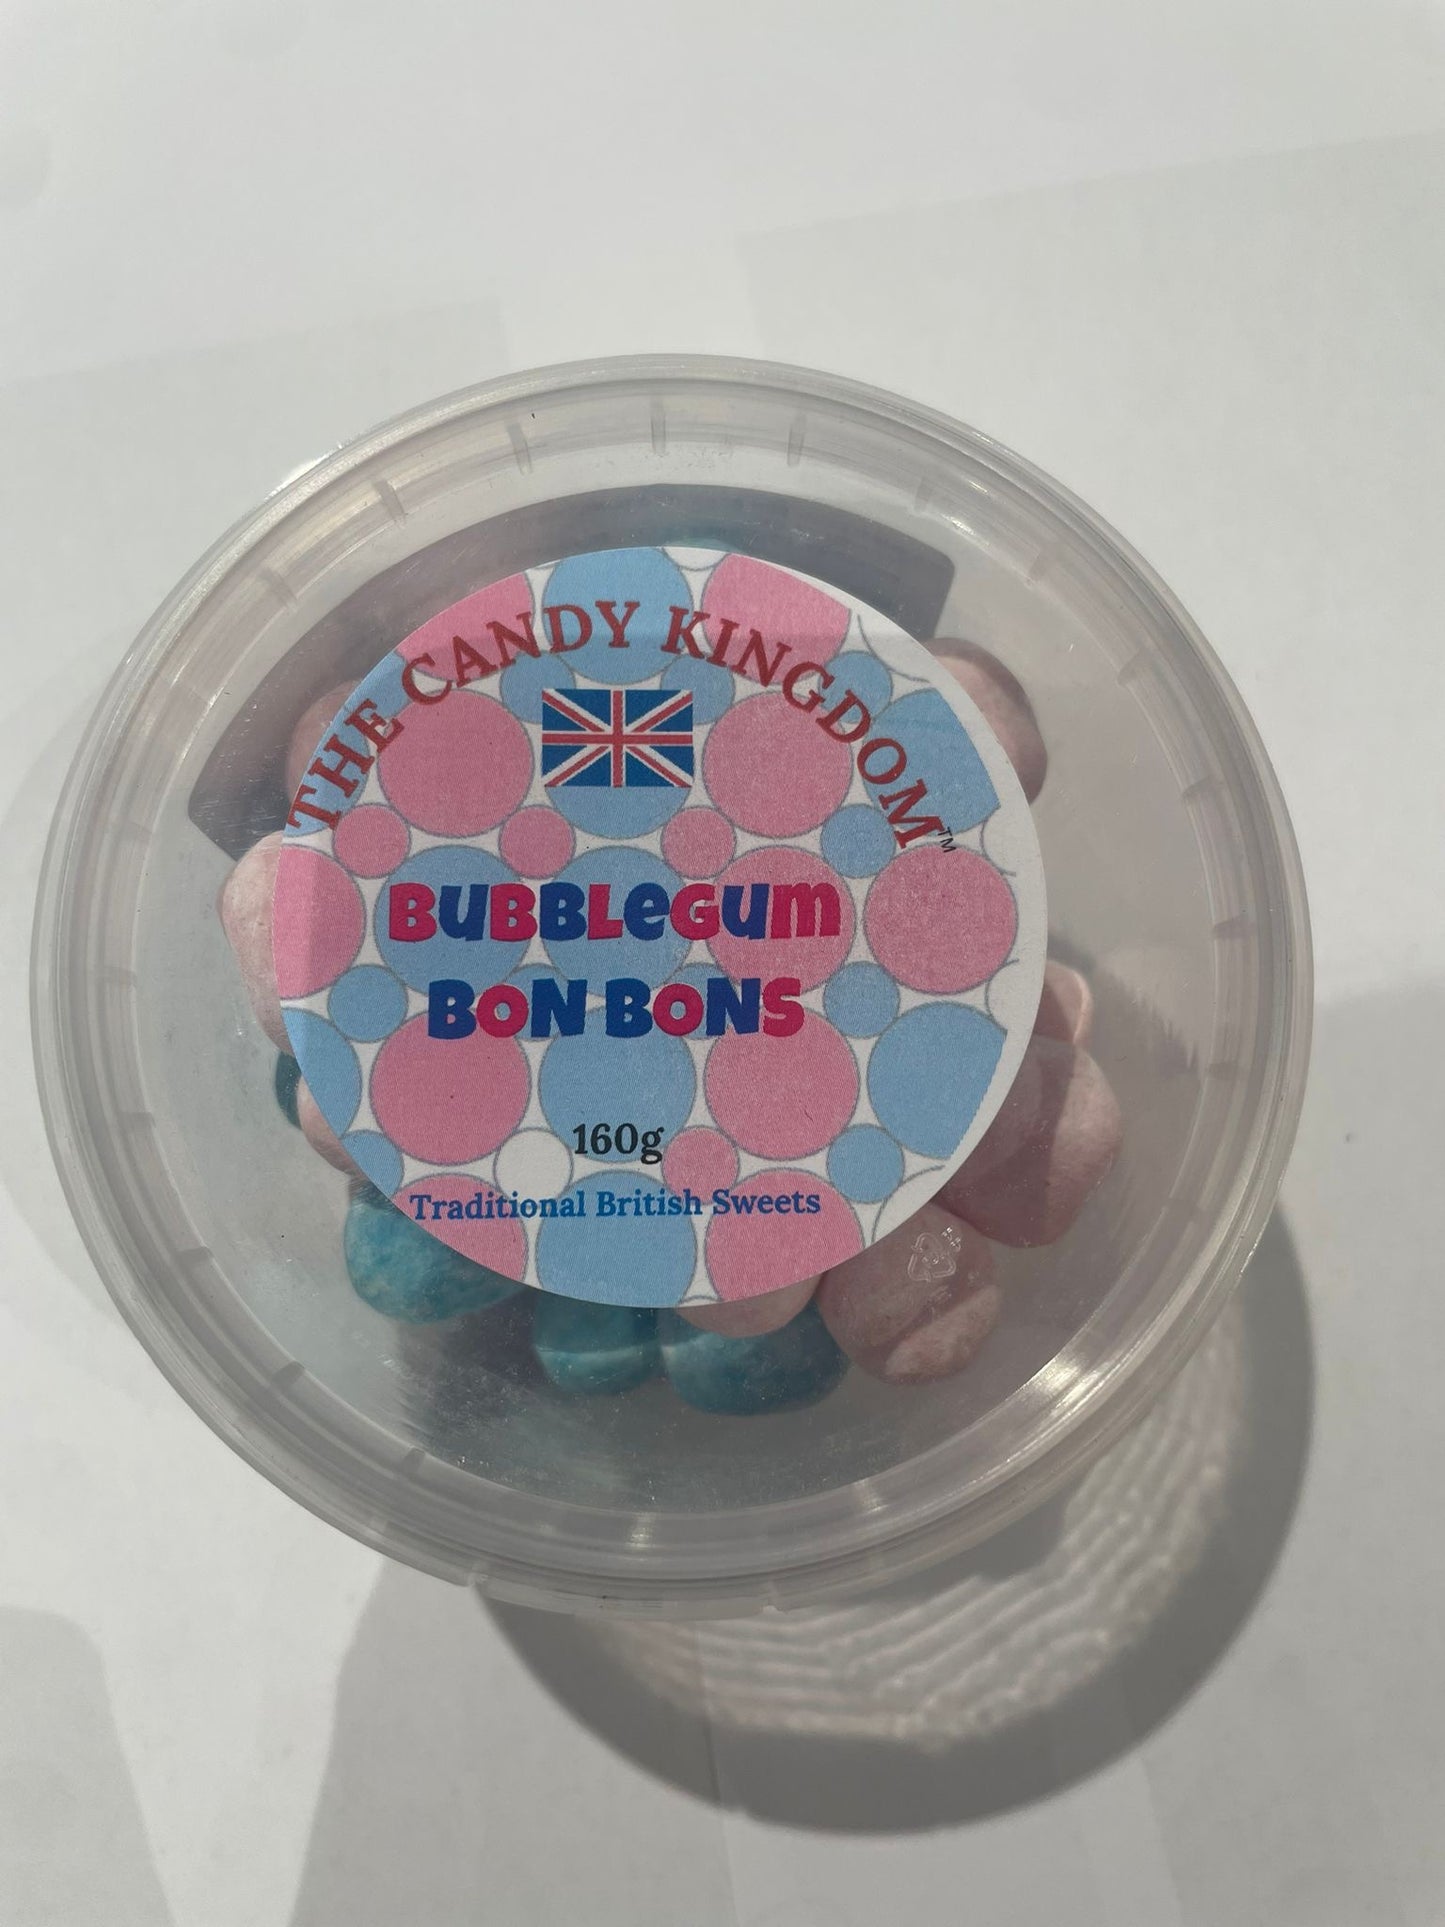 THE CANDY KINGDOM™
BUBBLEGUM
BON BONS
160g
Traditional British Sweets